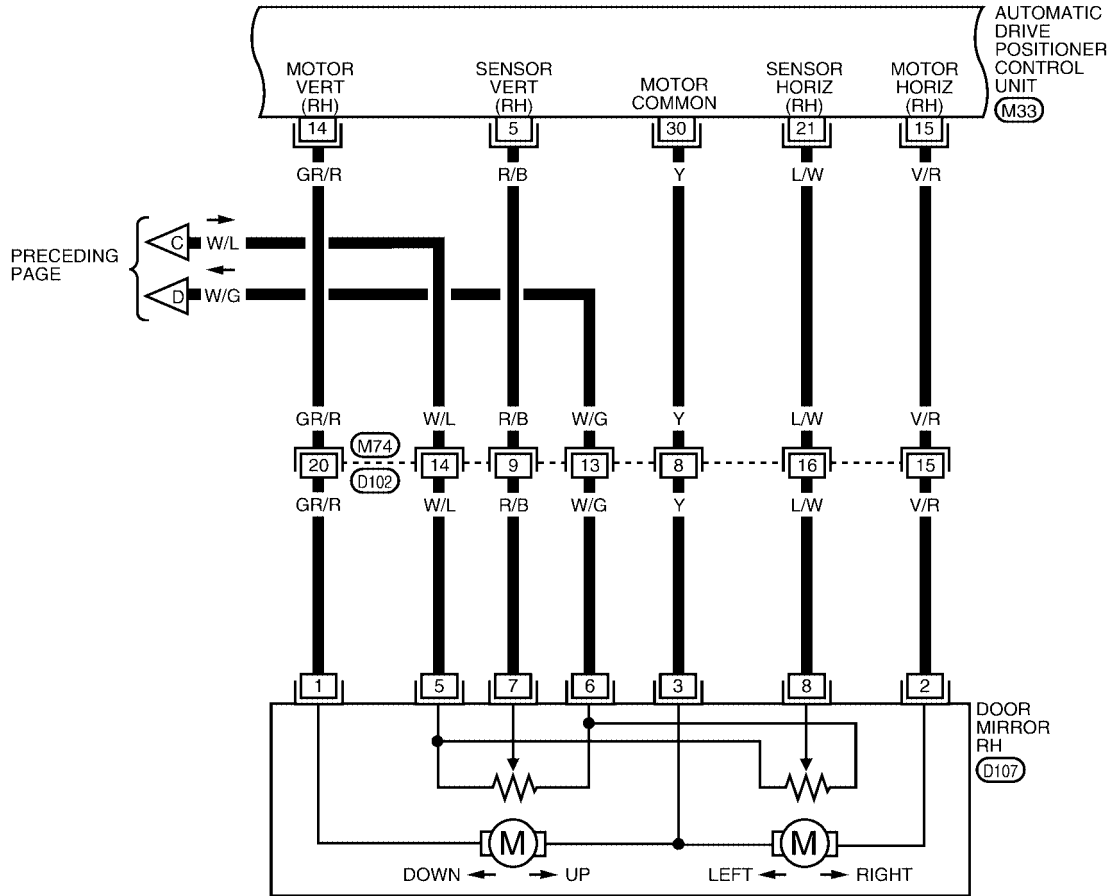 AUTOMATIC
DRIVE
POSITIONER
CONTROL
UNIT
M33
MOTOR
VERT
(RH)
SENSOR
VERT
(RH)
MOTOR
COMMON
SENSOR
HORIZ
(RH)
MOTOR
HORIZ
(RH)
14 5 30 21 15
GR/R R/B Y L/W V/R
PRECEDING
PAGE
C W/L
D W/G
GR/R W/L R/B W/G Y L/W V/R
M74
20 14 9 13 8 16 15
D102
GR/R W/L R/B W/G Y L/W V/R
1 5 7 6 3 8 2
DOOR
MIRROR
RH
D107
M M
DOWN UP LEFT RIGHT